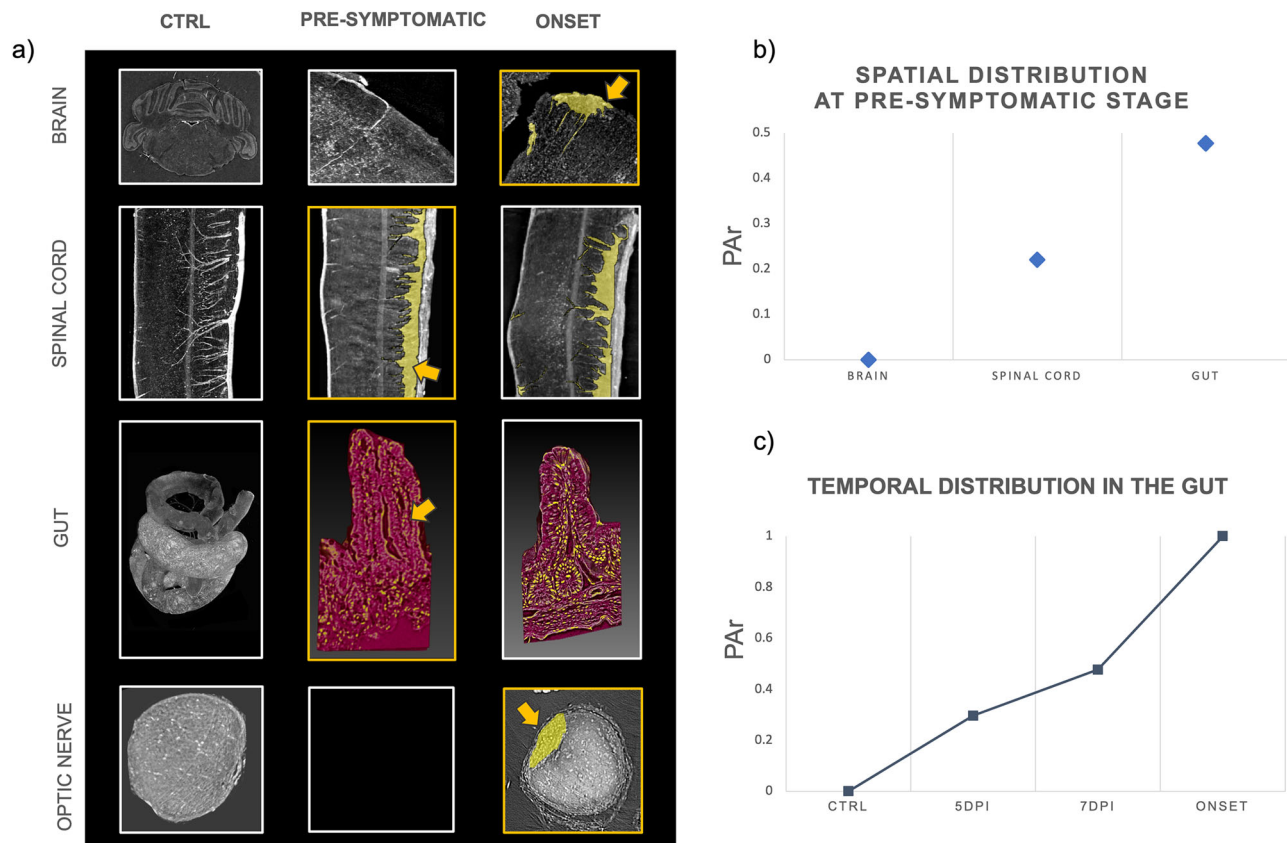 CTRL
PRE-SYMPTOMATIC
ONSET
a)
BRAIN
SPINAL CORD
GUT
OPTIC NERVE
b)
SPATIAL DISTRIBUTION
AT PRE-SYMPTOMATIC STAGE
PAr
0.5
0.4
0.3
0.2
0.1
0
BRAIN
SPINAL CORD
GUT
c)
TEMPORAL DISTRIBUTION IN THE GUT
PAr
1
0.8
0.6
0.4
0.2
0
CTRL
5DPI
7DPI
ONSET